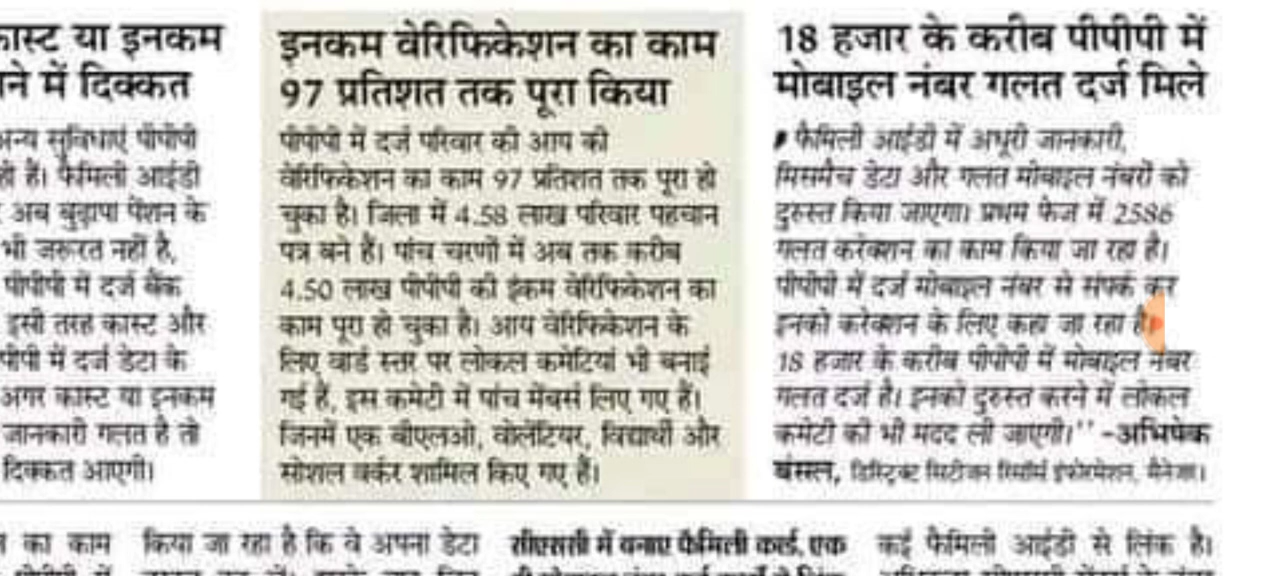 कास्ट या इनकम
ने में दिक्कत
अन्य सुविधाएं पीपीपी
हो हैं। फैमिली आईडी
अब बुढ़ापा पेंशन के
भी जरूरत नहीं है,
पीपीपी में दर्ज बैंक
इसी तरह कास्ट और
पीपी में दर्ज डेटा के
अगर कास्ट या इनकम
जानकारी गलत है तो
दिक्कत आएगी।
इनकम वेरिफिकेशन का काम
97 प्रतिशत तक पूरा किया
पीपीपी में दर्ज परिवार की आय की
वेरिफिकेशन का काम 97 प्रतिशत तक पूरा हो
चुका है। जिला में 4.58 लाख परिवार पहचान
पत्र बने हैं। पांच चरणों में अब तक करीब
4.50 लाख पीपीपी की इंकम वेरिफिकेशन का
काम पूरा हो चुका है। आय वेरिफिकेशन के
लिए वार्ड स्तर पर लोकल कमेटियां भी बनाई
गई हैं, इस कमेटी में पांच मेंबर्स लिए गए हैं।
जिनमें एक बीएलओ, वोलेंटियर, विद्यार्थी और
सोशल वर्कर शामिल किए गए हैं।
18 हजार के करीब पीपीपी में
मोबाइल नंबर गलत दर्ज मिले
फैमिली आईडी में अधूरी जानकारी,
मिसमैच डेटा और गलत मोबाइल नंबरों को
दुरुस्त किया जाएगा। प्रथम फेज में 2586
गलत करेक्शन का काम किया जा रहा है।
पीपीपी में दर्ज मोबाइल नंबर से संपर्क कर
इनको करेक्शन के लिए कहा जा रहा है।
18 हजार के करीब पीपीपी में मोबाइल नंबर
गलत दर्ज है। इनको दुरुस्त करने में लोकल
कमेटी की भी मदद ली जाएगी।'' -अभिषेक
बंसल, डिस्ट्रिक्ट सिटीजन रिसोर्स इंफोरमेशन, मैनेजर।
का काम
किया जा रहा है कि वे अपना डेटा
सीएससी में बनाए फैमिली कार्ड, एक
कई फैमिली आईडी से लिंक है।